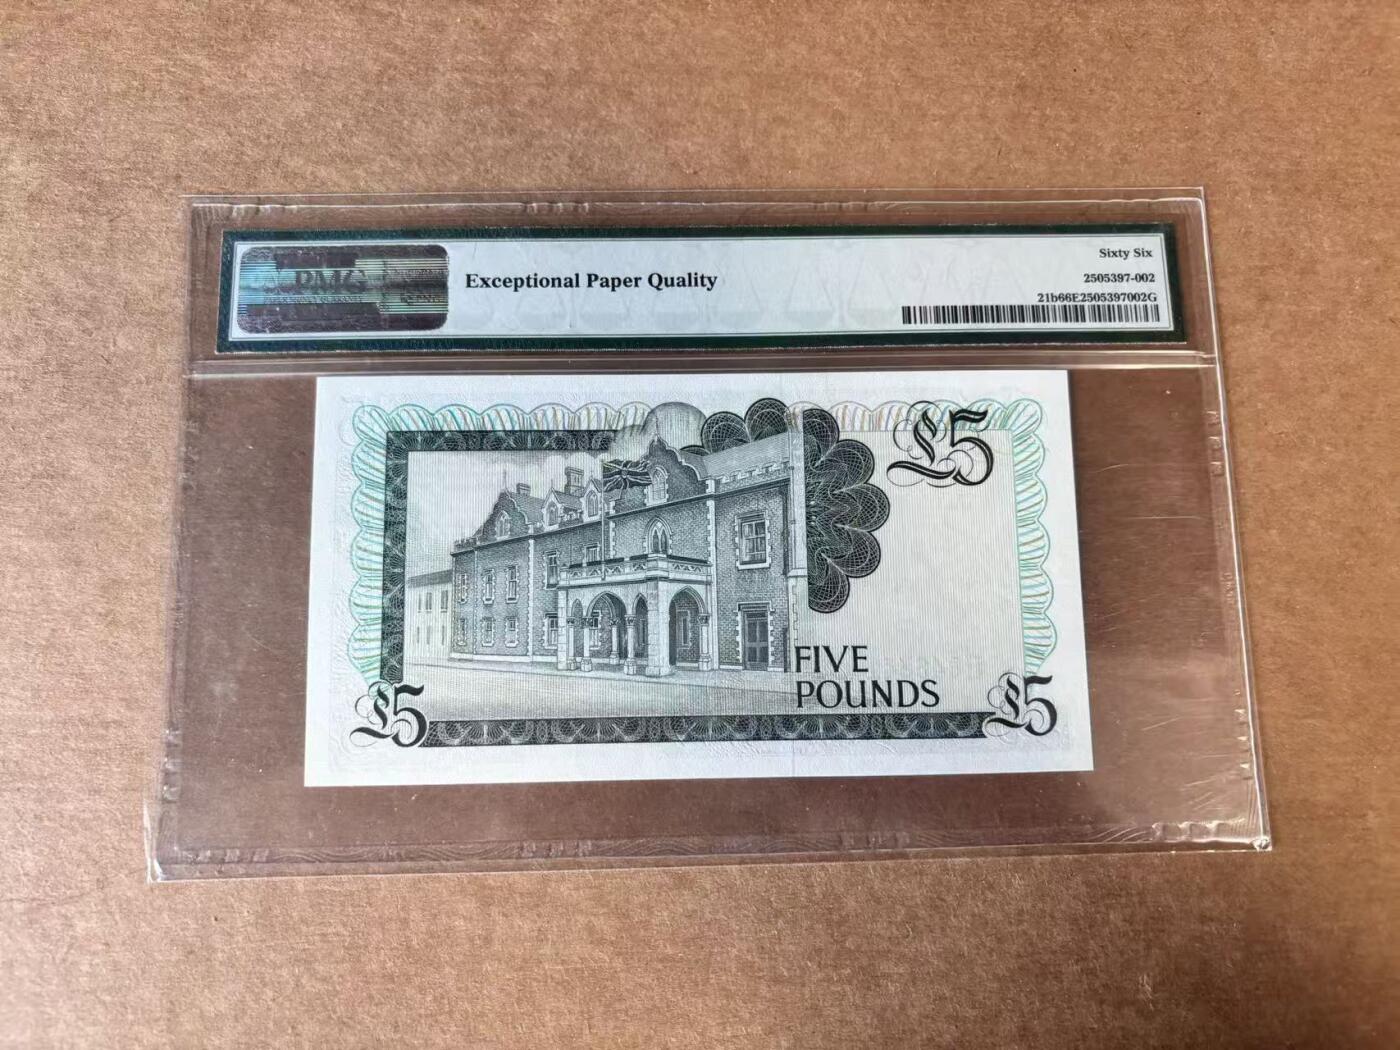 PMG
Exceptional Paper Quality
Sixty Six
2505397-002
21b66E2505397002G
£5
FIVE
POUNDS
£5
£5